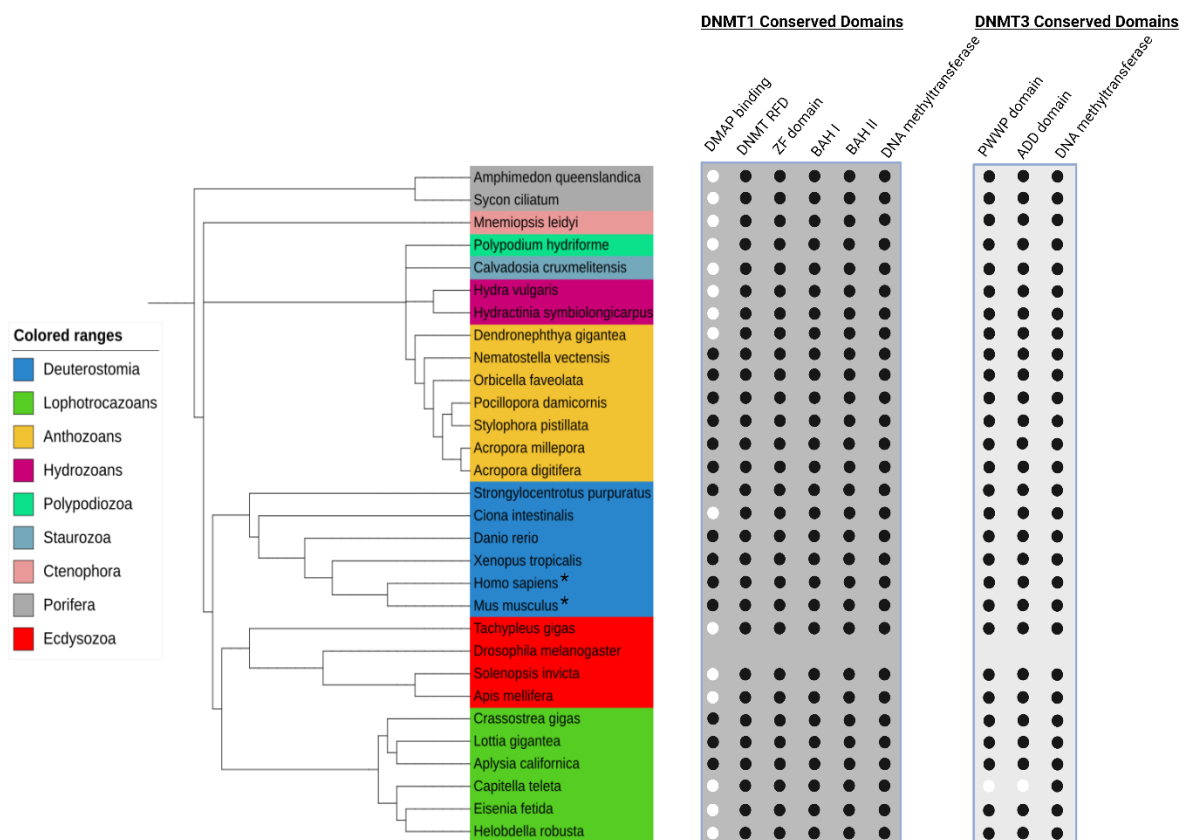 DNMT1 Conserved Domains
DNMT3 Conserved Domains
DMAP binding
DNMT RFD
ZF domain
BAH I
BAH II
DNA methyltransferase
PWWP domain
ADD domain
DNA methyltransferase
Amphimedon queenslandica
Sycon ciliatum
Mnemiopsis leidyi
Polypodium hydriforme
Calvadosia cruxmelitensis
Hydra vulgaris
Hydractinia symbiolongicarpus
Dendronephthya gigantea
Nematostella vectensis
Orbicella faveolata
Pocillopora damicornis
Stylophora pistillata
Acropora millepora
Acropora digitifera
Strongylocentrotus purpuratus
Ciona intestinalis
Danio rerio
Xenopus tropicalis
Homo sapiens*
Mus musculus*
Tachypleus gigas
Drosophila melanogaster
Solenopsis invicta
Apis mellifera
Crassostrea gigas
Lottia gigantea
Aplysia californica
Capitella teleta
Eisenia fetida
Helobdella robusta
Colored ranges
Deuterostomia
Lophotrocazoans
Anthozoans
Hydrozoans
Polypodiozoa
Staurozoa
Ctenophora
Porifera
Ecdysozoa